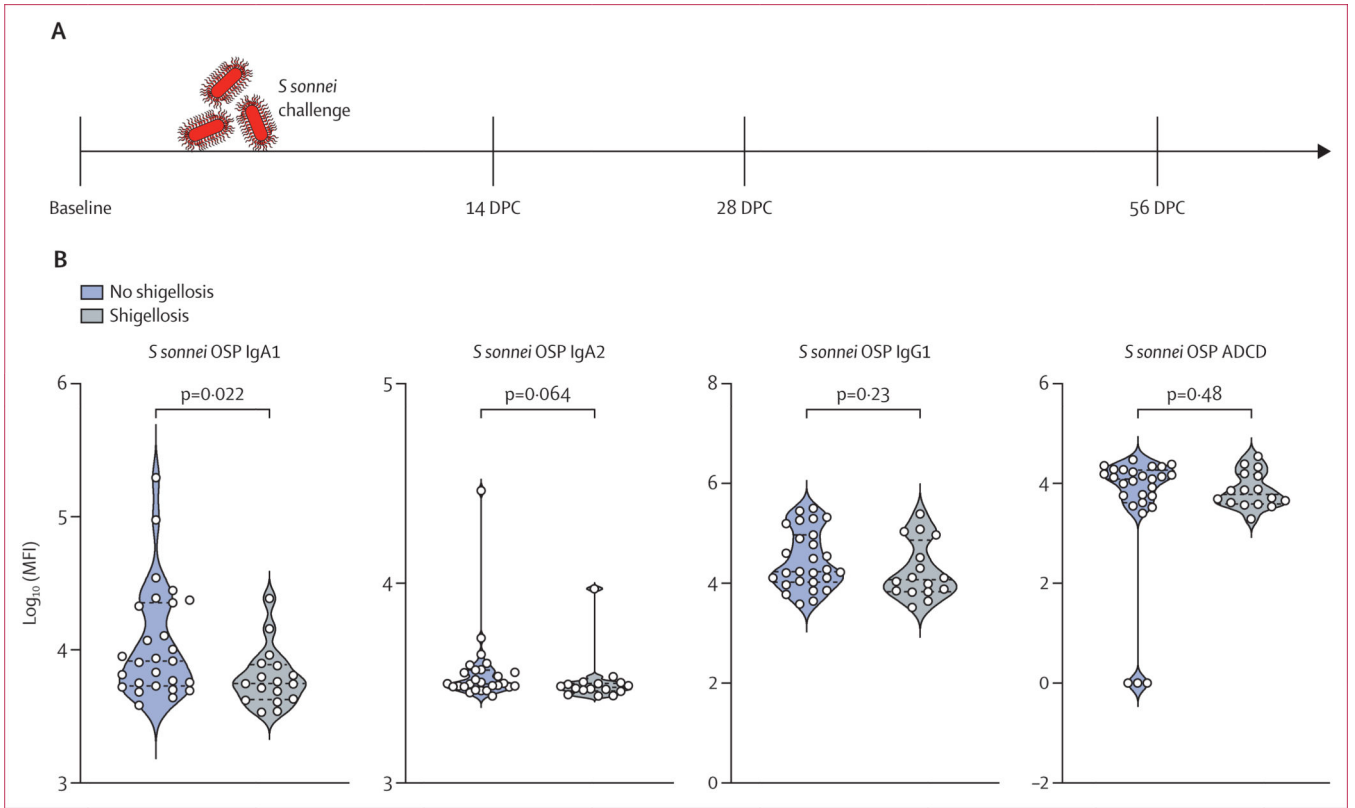 A
S sonnei
challenge
Baseline
14 DPC
28 DPC
56 DPC
B
No shigellosis
Shigellosis
S sonnei OSP IgA1
S sonnei OSP IgA2
S sonnei OSP IgG1
S sonnei OSP ADCD
Log10 (MFI)
6
5
4
3
p=0·022
5
4
3
p=0·064
8
6
4
2
0
p=0·23
6
4
2
0
−2
p=0·48